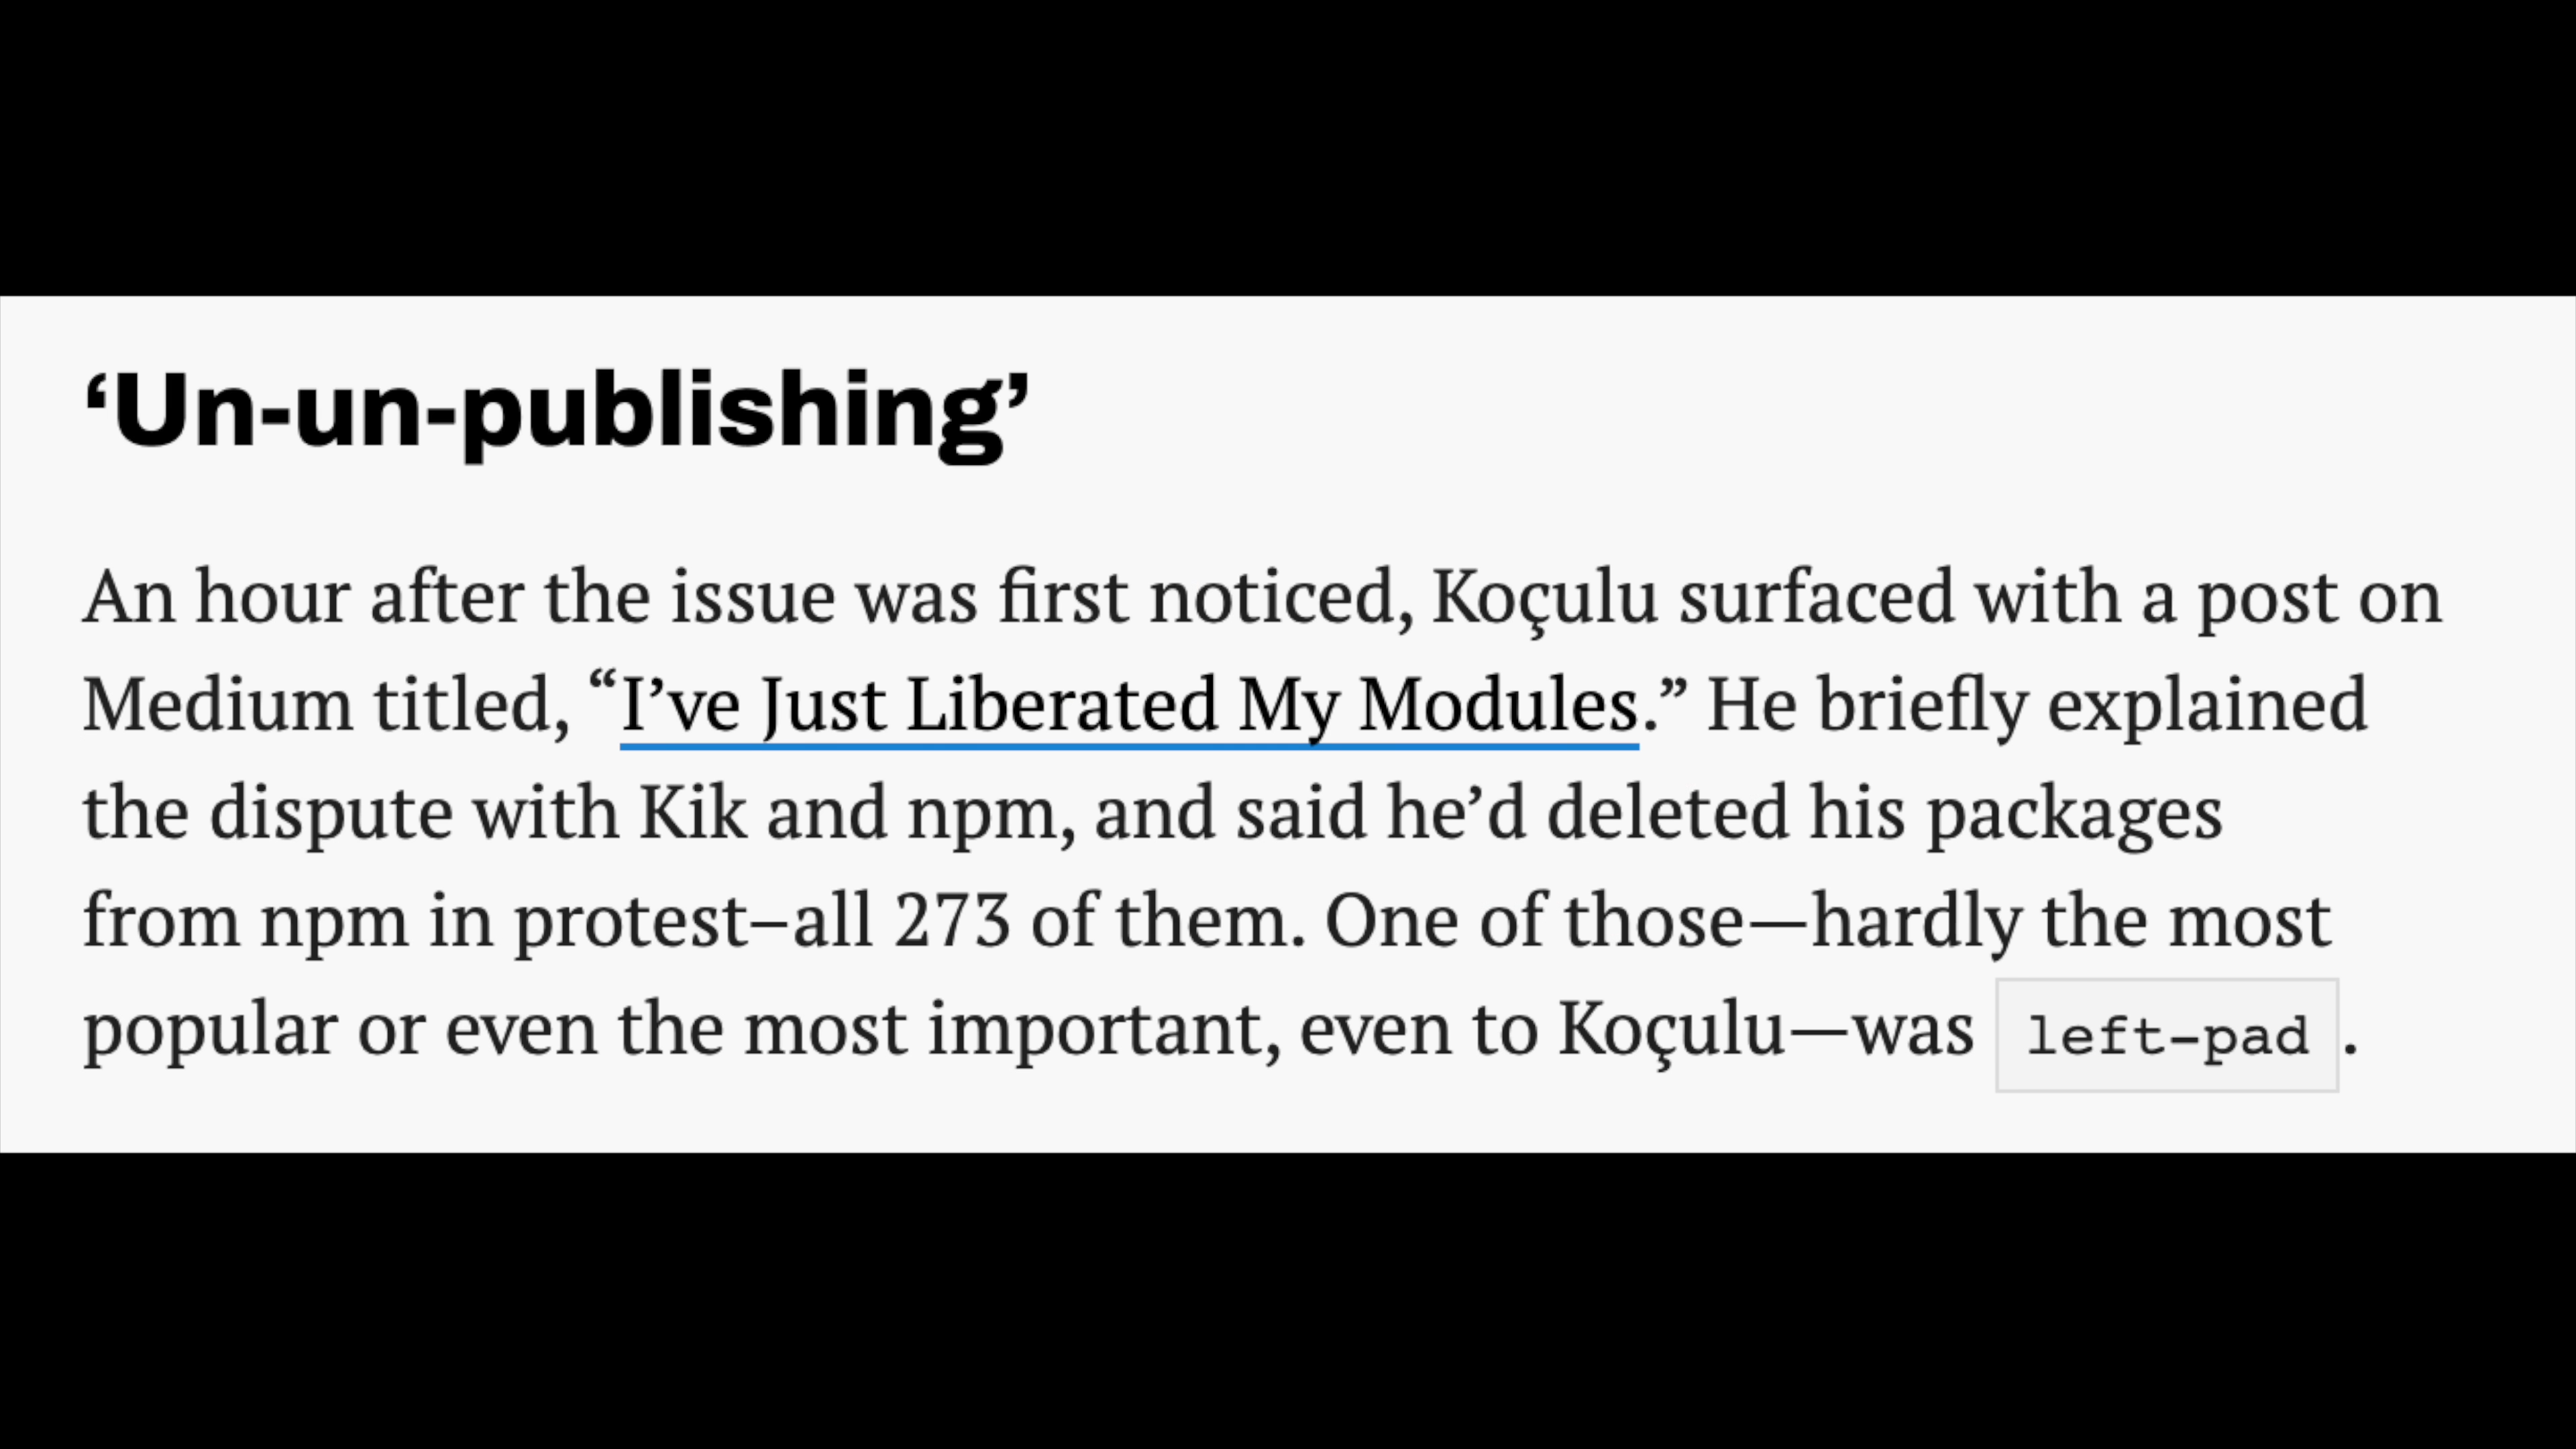 ‘Un-un-publishing’
An hour after the issue was first noticed, Koçulu surfaced with a post on
Medium titled, “I’ve Just Liberated My Modules.” He briefly explained
the dispute with Kik and npm, and said he’d deleted his packages
from npm in protest–all 273 of them. One of those—hardly the most
popular or even the most important, even to Koçulu—was left-pad.